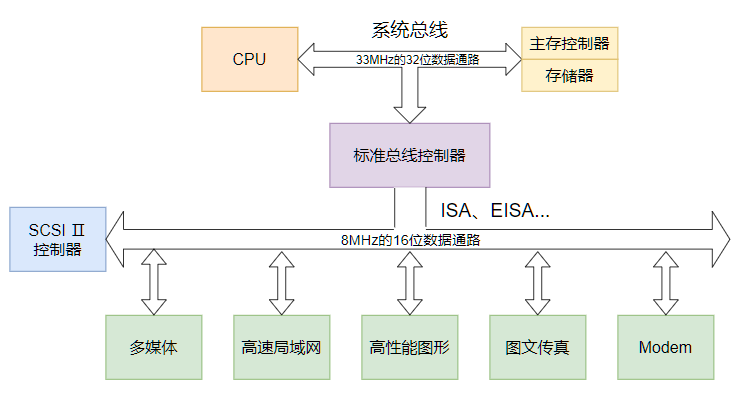 系统总线
CPU
33MHz的32位数据通路
主存控制器
存储器
标准总线控制器
ISA、EISA...
SCSI Ⅱ
控制器
8MHz的16位数据通路
多媒体
高速局域网
高性能图形
图文传真
Modem